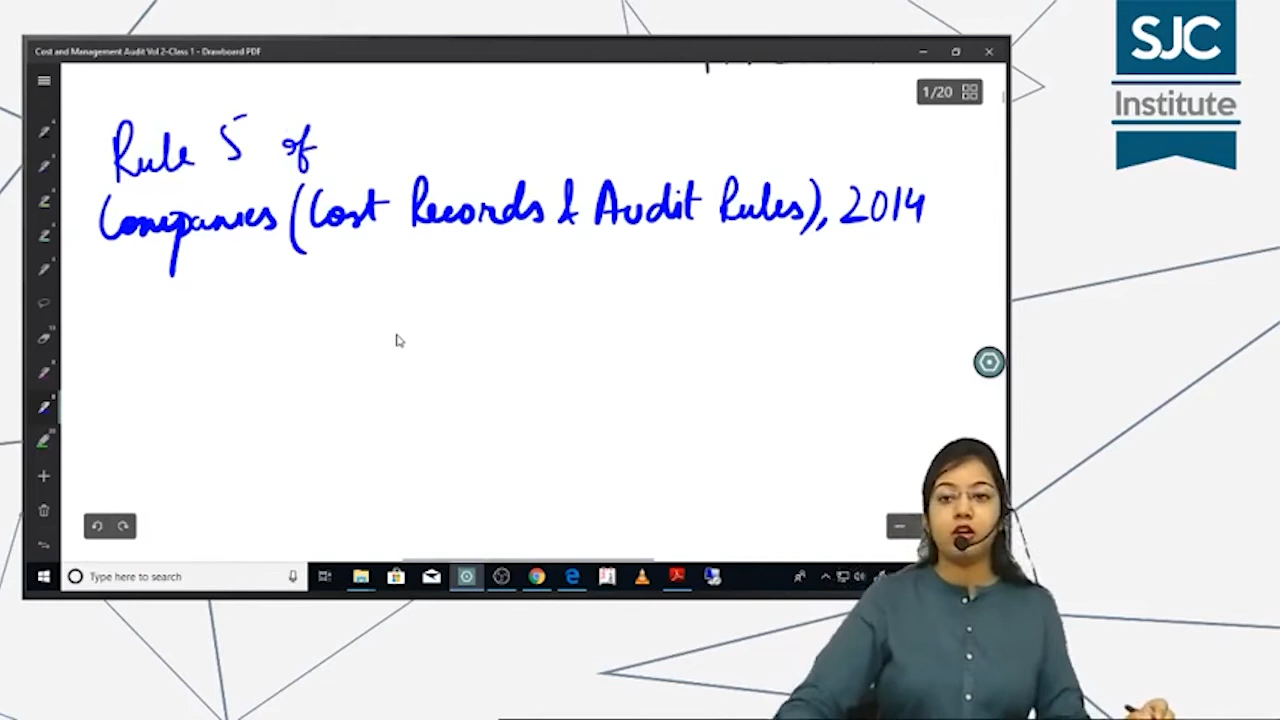 Cost and Management Audit Vol 2-Class 1 - Drawboard PDF
SJC
Institute
1/20
Rule 5 of
Companies (Cost Records & Audit Rules), 2014
Type here to search